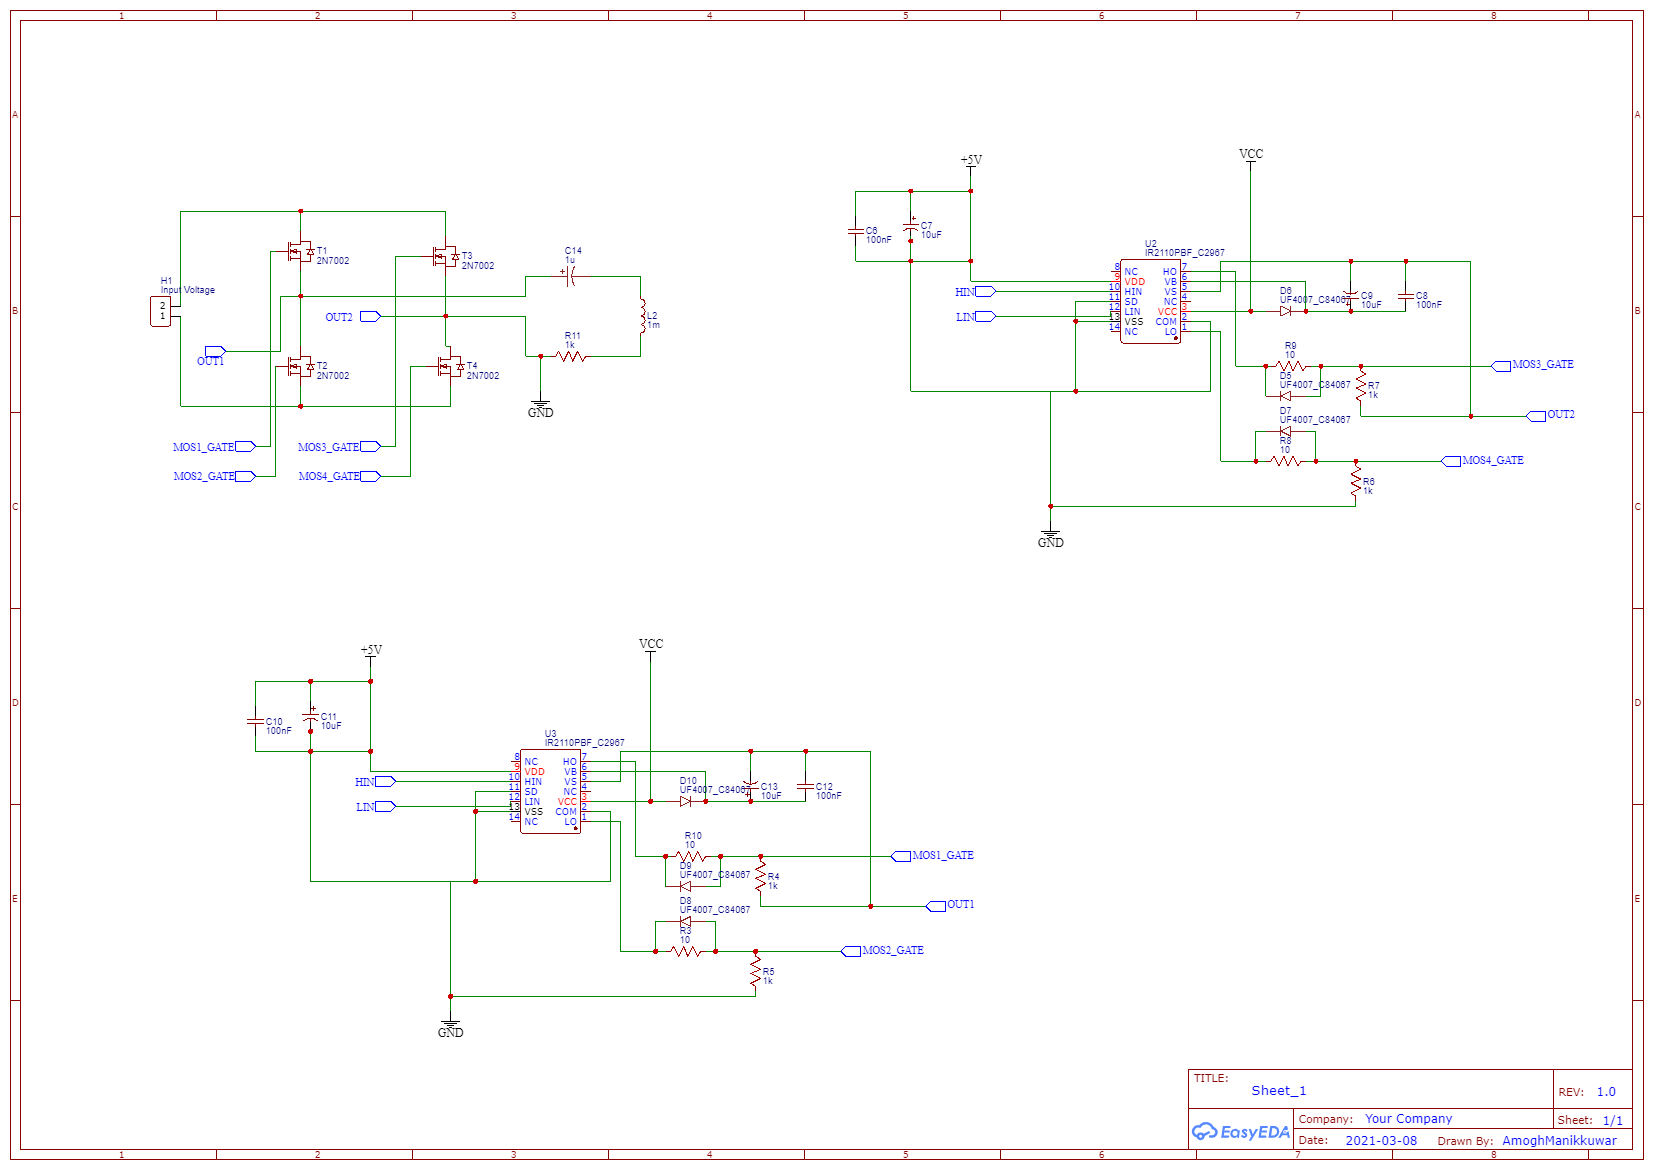 1 2 3 4 5 6 7 8
A A
B B
C C
D D
E E
H1
Input Voltage
2
1
T1
2N7002
T3
2N7002
T2
2N7002
T4
2N7002
OUT1
OUT2
MOS1_GATE
MOS2_GATE
MOS3_GATE
MOS4_GATE
C14
1u
+
L2
1m
R11
1k
GND
+5V
VCC
C6
100nF
+
C7
10uF
U2
IR2110PBF_C2967
8 NC HO 7
9 VDD VB 6
10 HIN VS 5
11 SD NC 4
12 LIN VCC 3
13 VSS COM 2
14 NC LO 1
HIN
LIN
D6
UF4007_C84067
C9
10uF
+
C8
100nF
R9
10
D5
UF4007_C84067
R7
1k
D7
UF4007_C84067
R8
10
R6
1k
MOS3_GATE
OUT2
MOS4_GATE
GND
+5V
VCC
C10
100nF
+
C11
10uF
U3
IR2110PBF_C2967
8 NC HO 7
9 VDD VB 6
10 HIN VS 5
11 SD NC 4
12 LIN VCC 3
13 VSS COM 2
14 NC LO 1
HIN
LIN
D10
UF4007_C84067
C13
10uF
+
C12
100nF
R10
10
D9
UF4007_C84067
R4
1k
D8
UF4007_C84067
R3
10
R5
1k
MOS1_GATE
OUT1
MOS2_GATE
GND
TITLE:
Sheet_1
REV: 1.0
EasyEDA
Company: Your Company
Sheet: 1/1
Date: 2021-03-08
Drawn By: AmoghManikkuwar
1 2 3 4 5 6 7 8